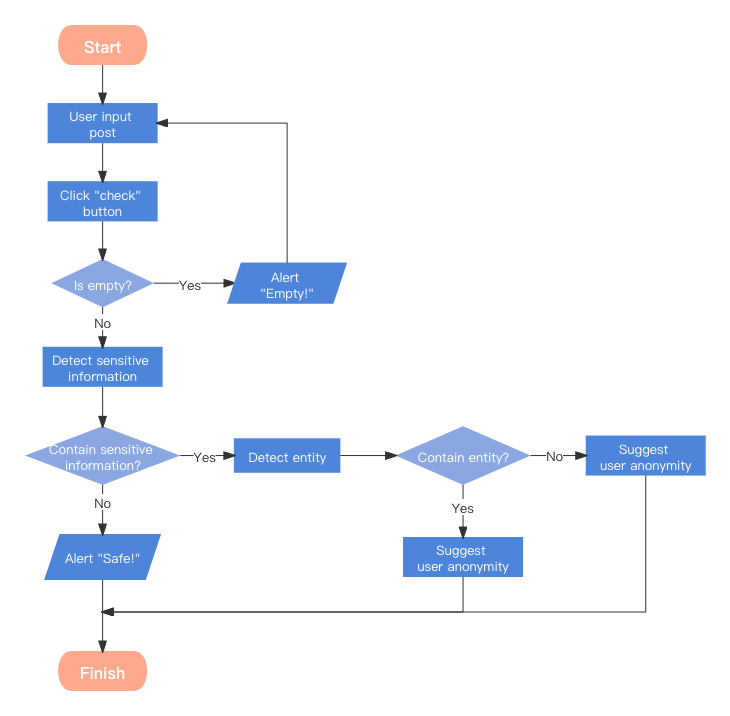 Start
User input
post
Click "check"
button
Is empty?
Yes
Alert
"Empty!"
No
Detect sensitive
information
Contain sensitive
information?
Yes
Detect entity
Contain entity?
No
Suggest
user anonymity
No
Yes
Alert "Safe!"
Suggest
user anonymity
Finish